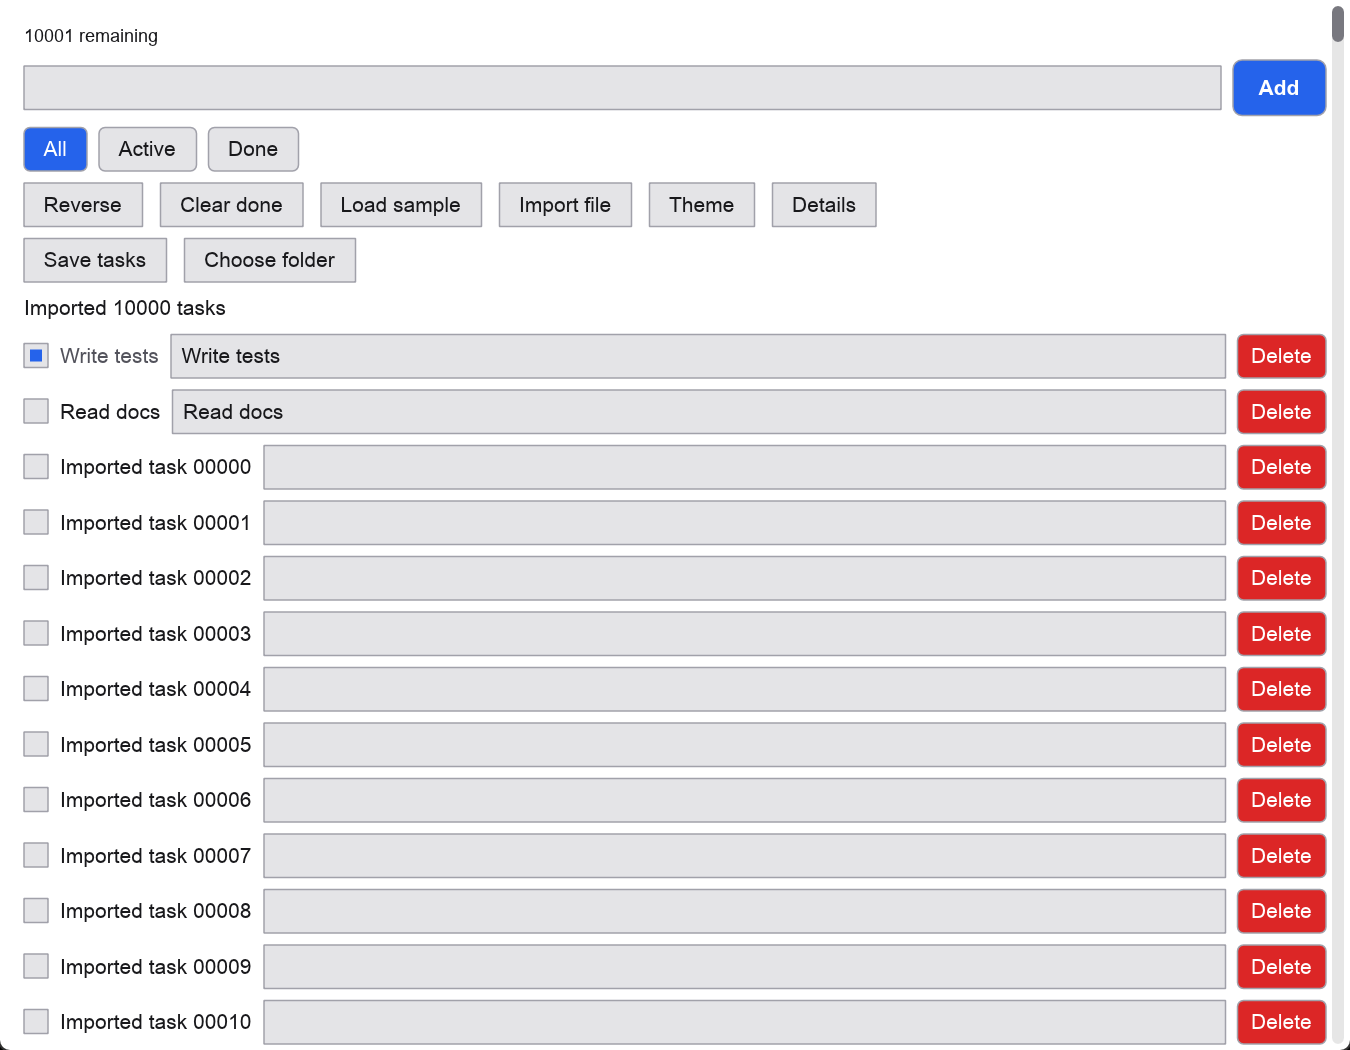 10001 remaining
Add
All Active Done
Reverse Clear done Load sample Import file Theme Details
Save tasks Choose folder
Imported 10000 tasks
Write tests Write tests Delete
Read docs Read docs Delete
Imported task 00000 Delete
Imported task 00001 Delete
Imported task 00002 Delete
Imported task 00003 Delete
Imported task 00004 Delete
Imported task 00005 Delete
Imported task 00006 Delete
Imported task 00007 Delete
Imported task 00008 Delete
Imported task 00009 Delete
Imported task 00010 Delete